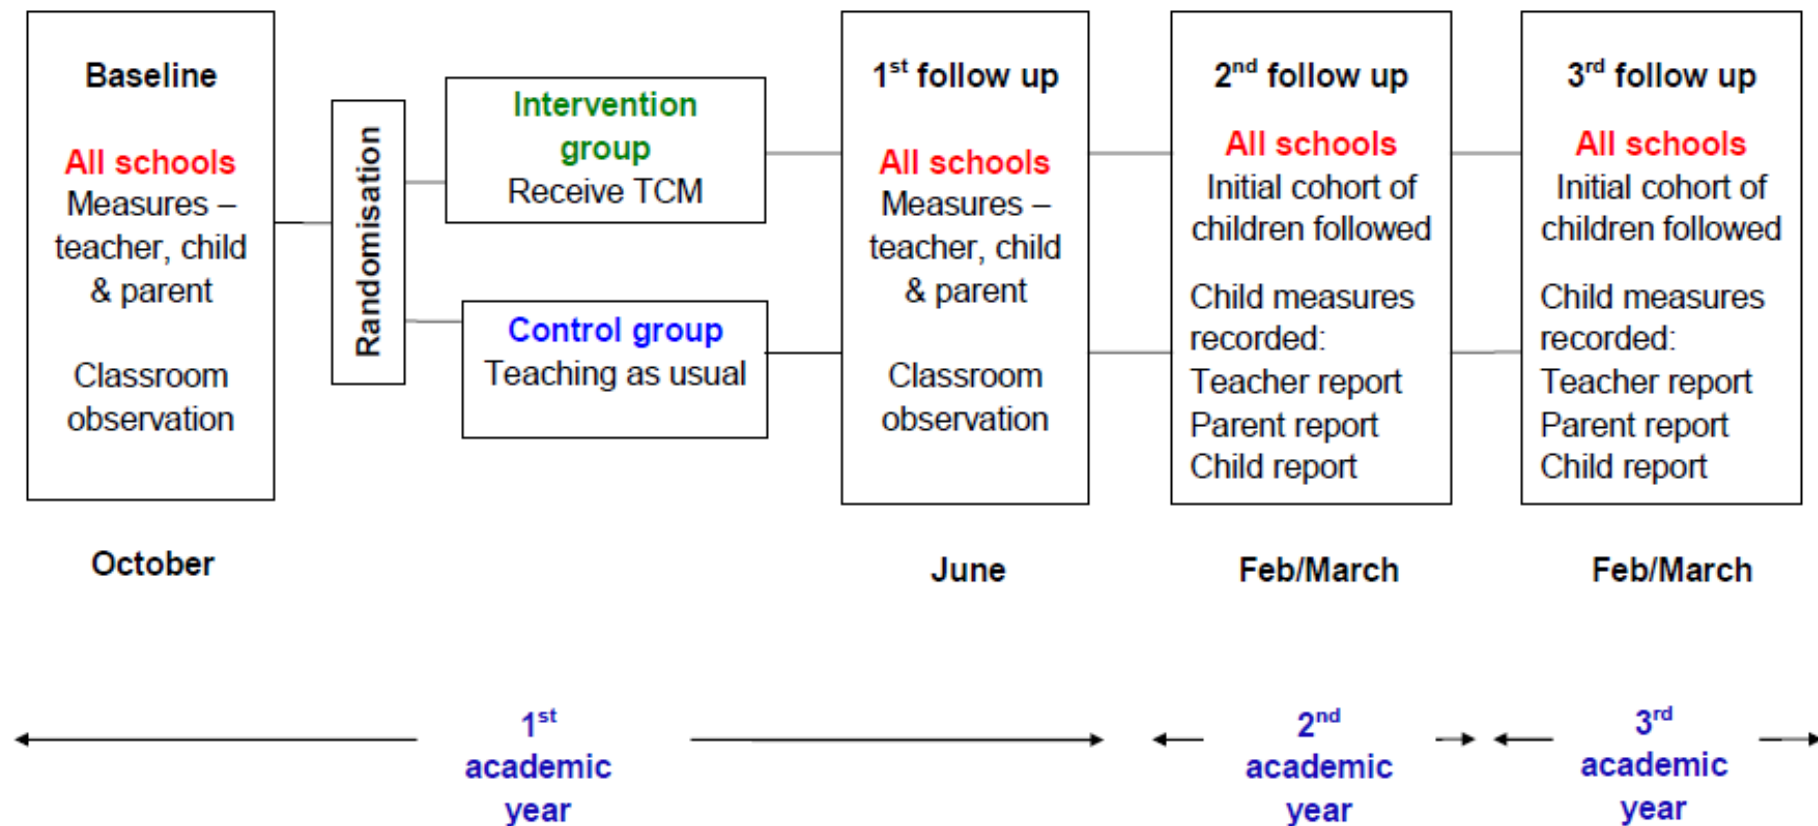 Baseline
All schools
Measures –
teacher, child
& parent
Classroom
observation
October
Randomisation
Intervention
group
Receive TCM
Control group
Teaching as usual
1st follow up
All schools
Measures –
teacher, child
& parent
Classroom
observation
June
2nd follow up
All schools
Initial cohort of
children followed
Child measures
recorded:
Teacher report
Parent report
Child report
Feb/March
3rd follow up
All schools
Initial cohort of
children followed
Child measures
recorded:
Teacher report
Parent report
Child report
Feb/March
1st
academic
year
2nd
academic
year
3rd
academic
year